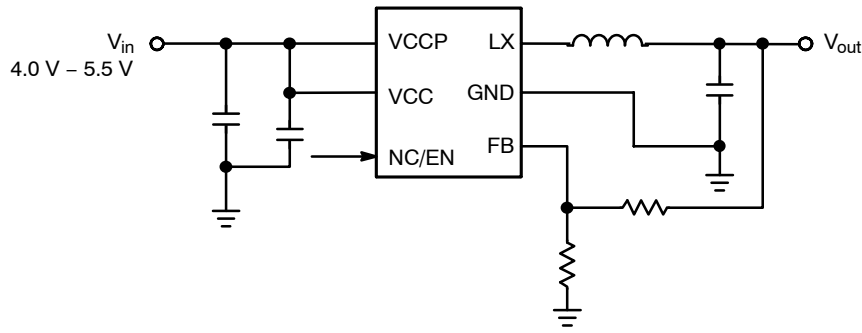 Vin
4.0 V – 5.5 V
VCCP
VCC
NC/EN
LX
GND
FB
Vout